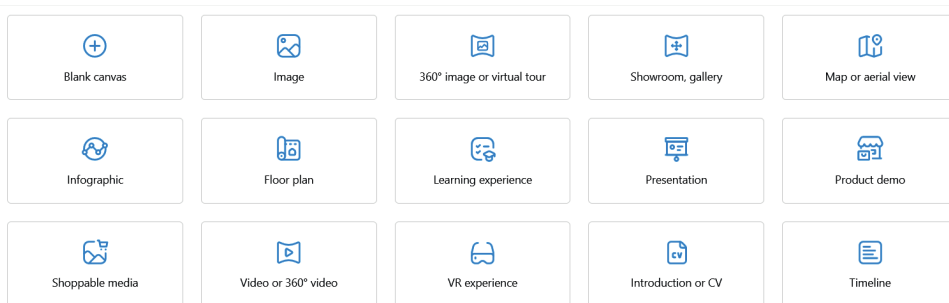 Blank canvas
Image
360° image or virtual tour
Showroom, gallery
Map or aerial view
Infographic
Floor plan
Learning experience
Presentation
Product demo
Shoppable media
Video or 360° video
VR experience
CV
Introduction or CV
Timeline